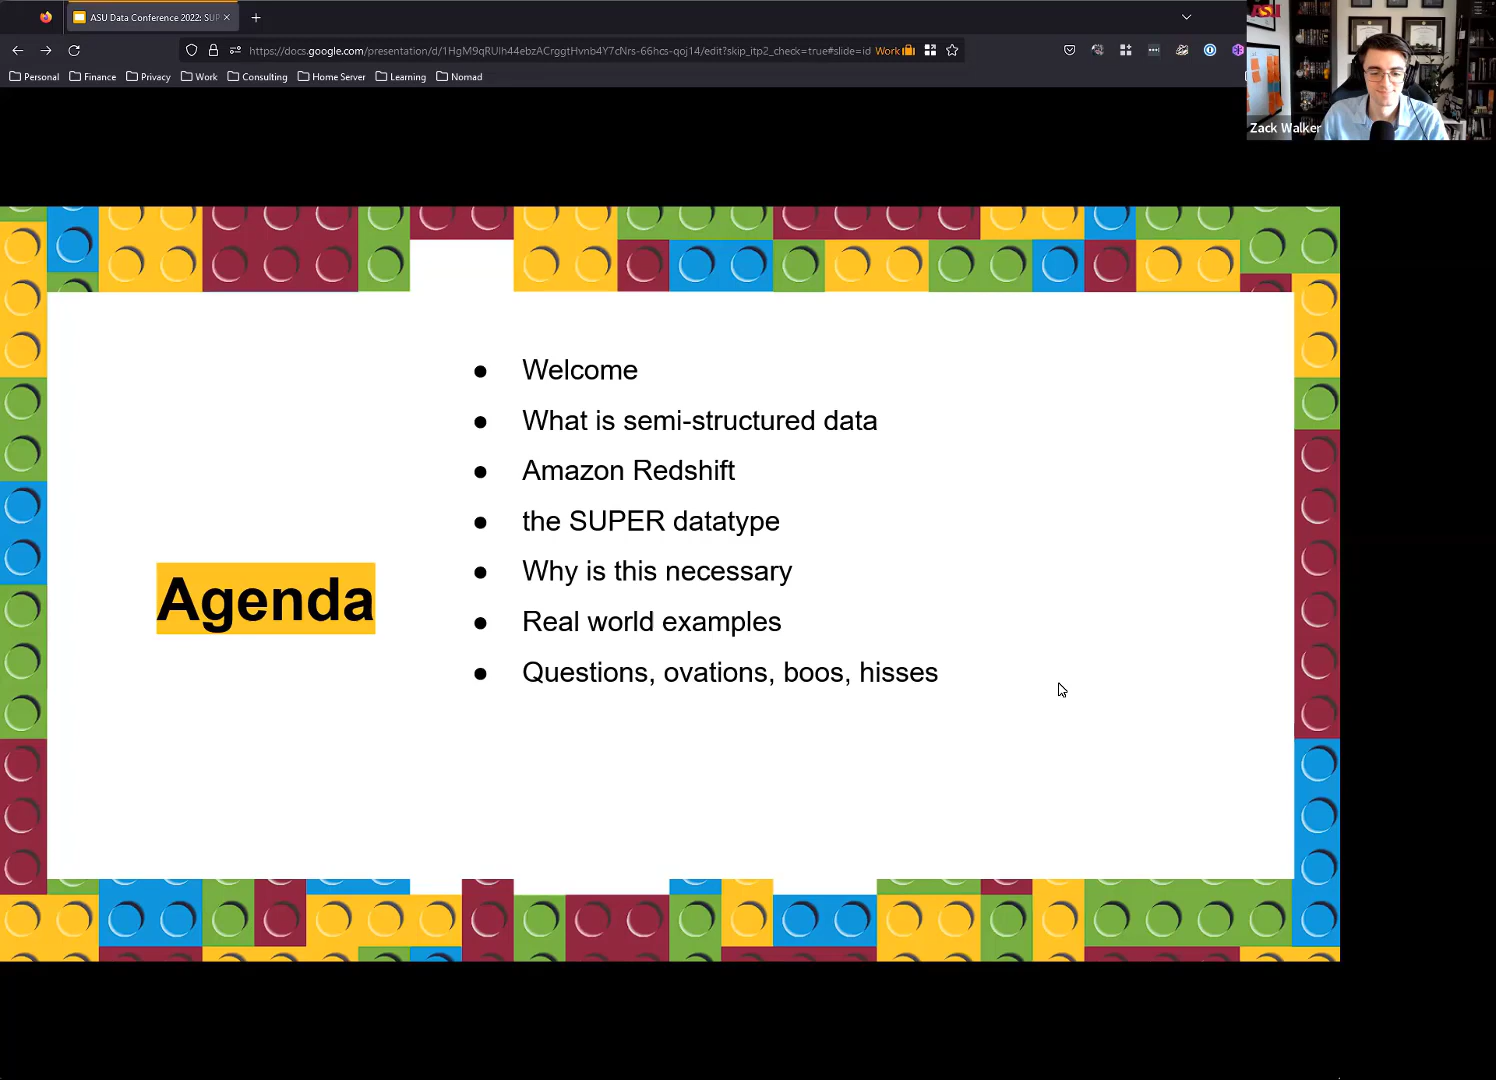 ASU Data Conference 2022: SUP
https://docs.google.com/presentation/d/1HgM9qRUlh44ebzACrggtHvnb4Y7cNrs-66hcs-qoj14/edit?skip_itp2_check=true#slide=id
Work
Personal
Finance
Privacy
Work
Consulting
Home Server
Learning
Nomad
ASU
Zack Walker
Agenda
● Welcome
● What is semi-structured data
● Amazon Redshift
● the SUPER datatype
● Why is this necessary
● Real world examples
● Questions, ovations, boos, hisses